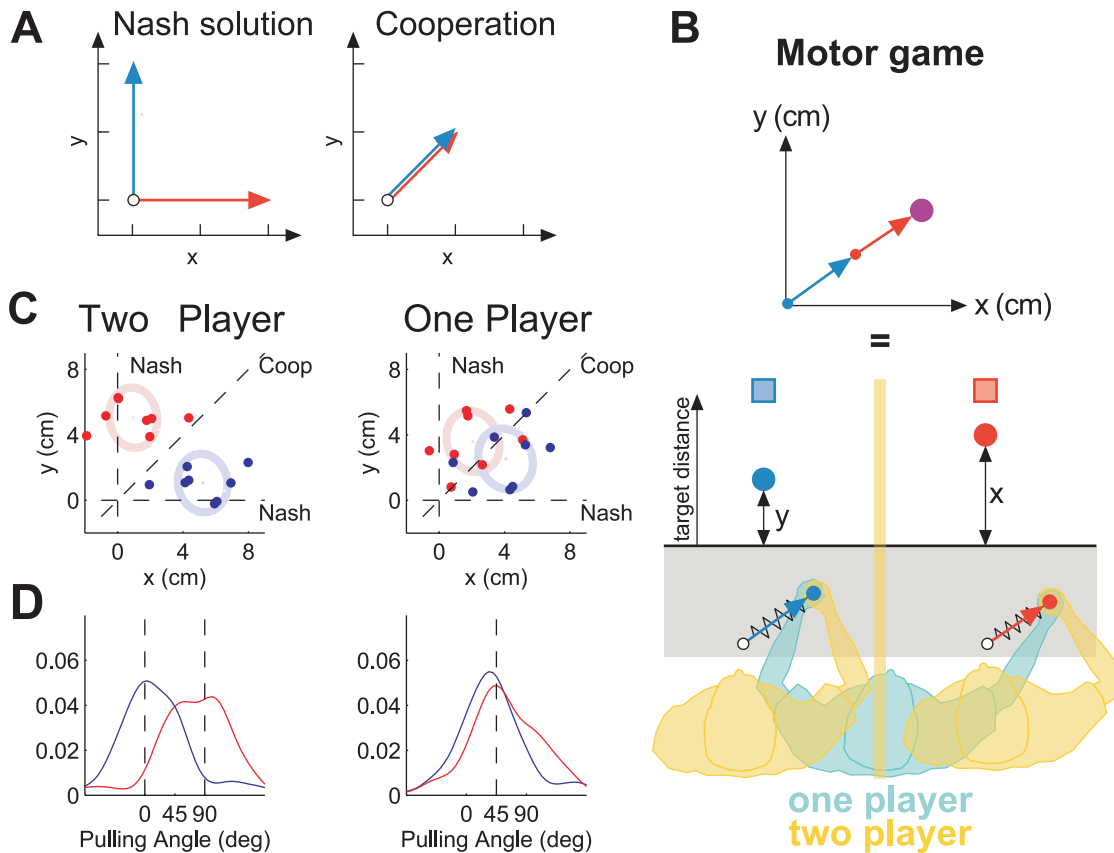 A
Nash solution
Cooperation
y
x
y
x
B
Motor game
y (cm)
x (cm)
=
target distance
y
x
one player
two player
C
Two Player
One Player
8
Nash
Coop
y (cm)
4
0
Nash
0 4 8
x (cm)
8
Nash
Coop
y (cm)
4
0
Nash
0 4 8
x (cm)
D
0.06
0.04
0.02
0
0 45 90
Pulling Angle (deg)
0.06
0.04
0.02
0
0 45 90
Pulling Angle (deg)